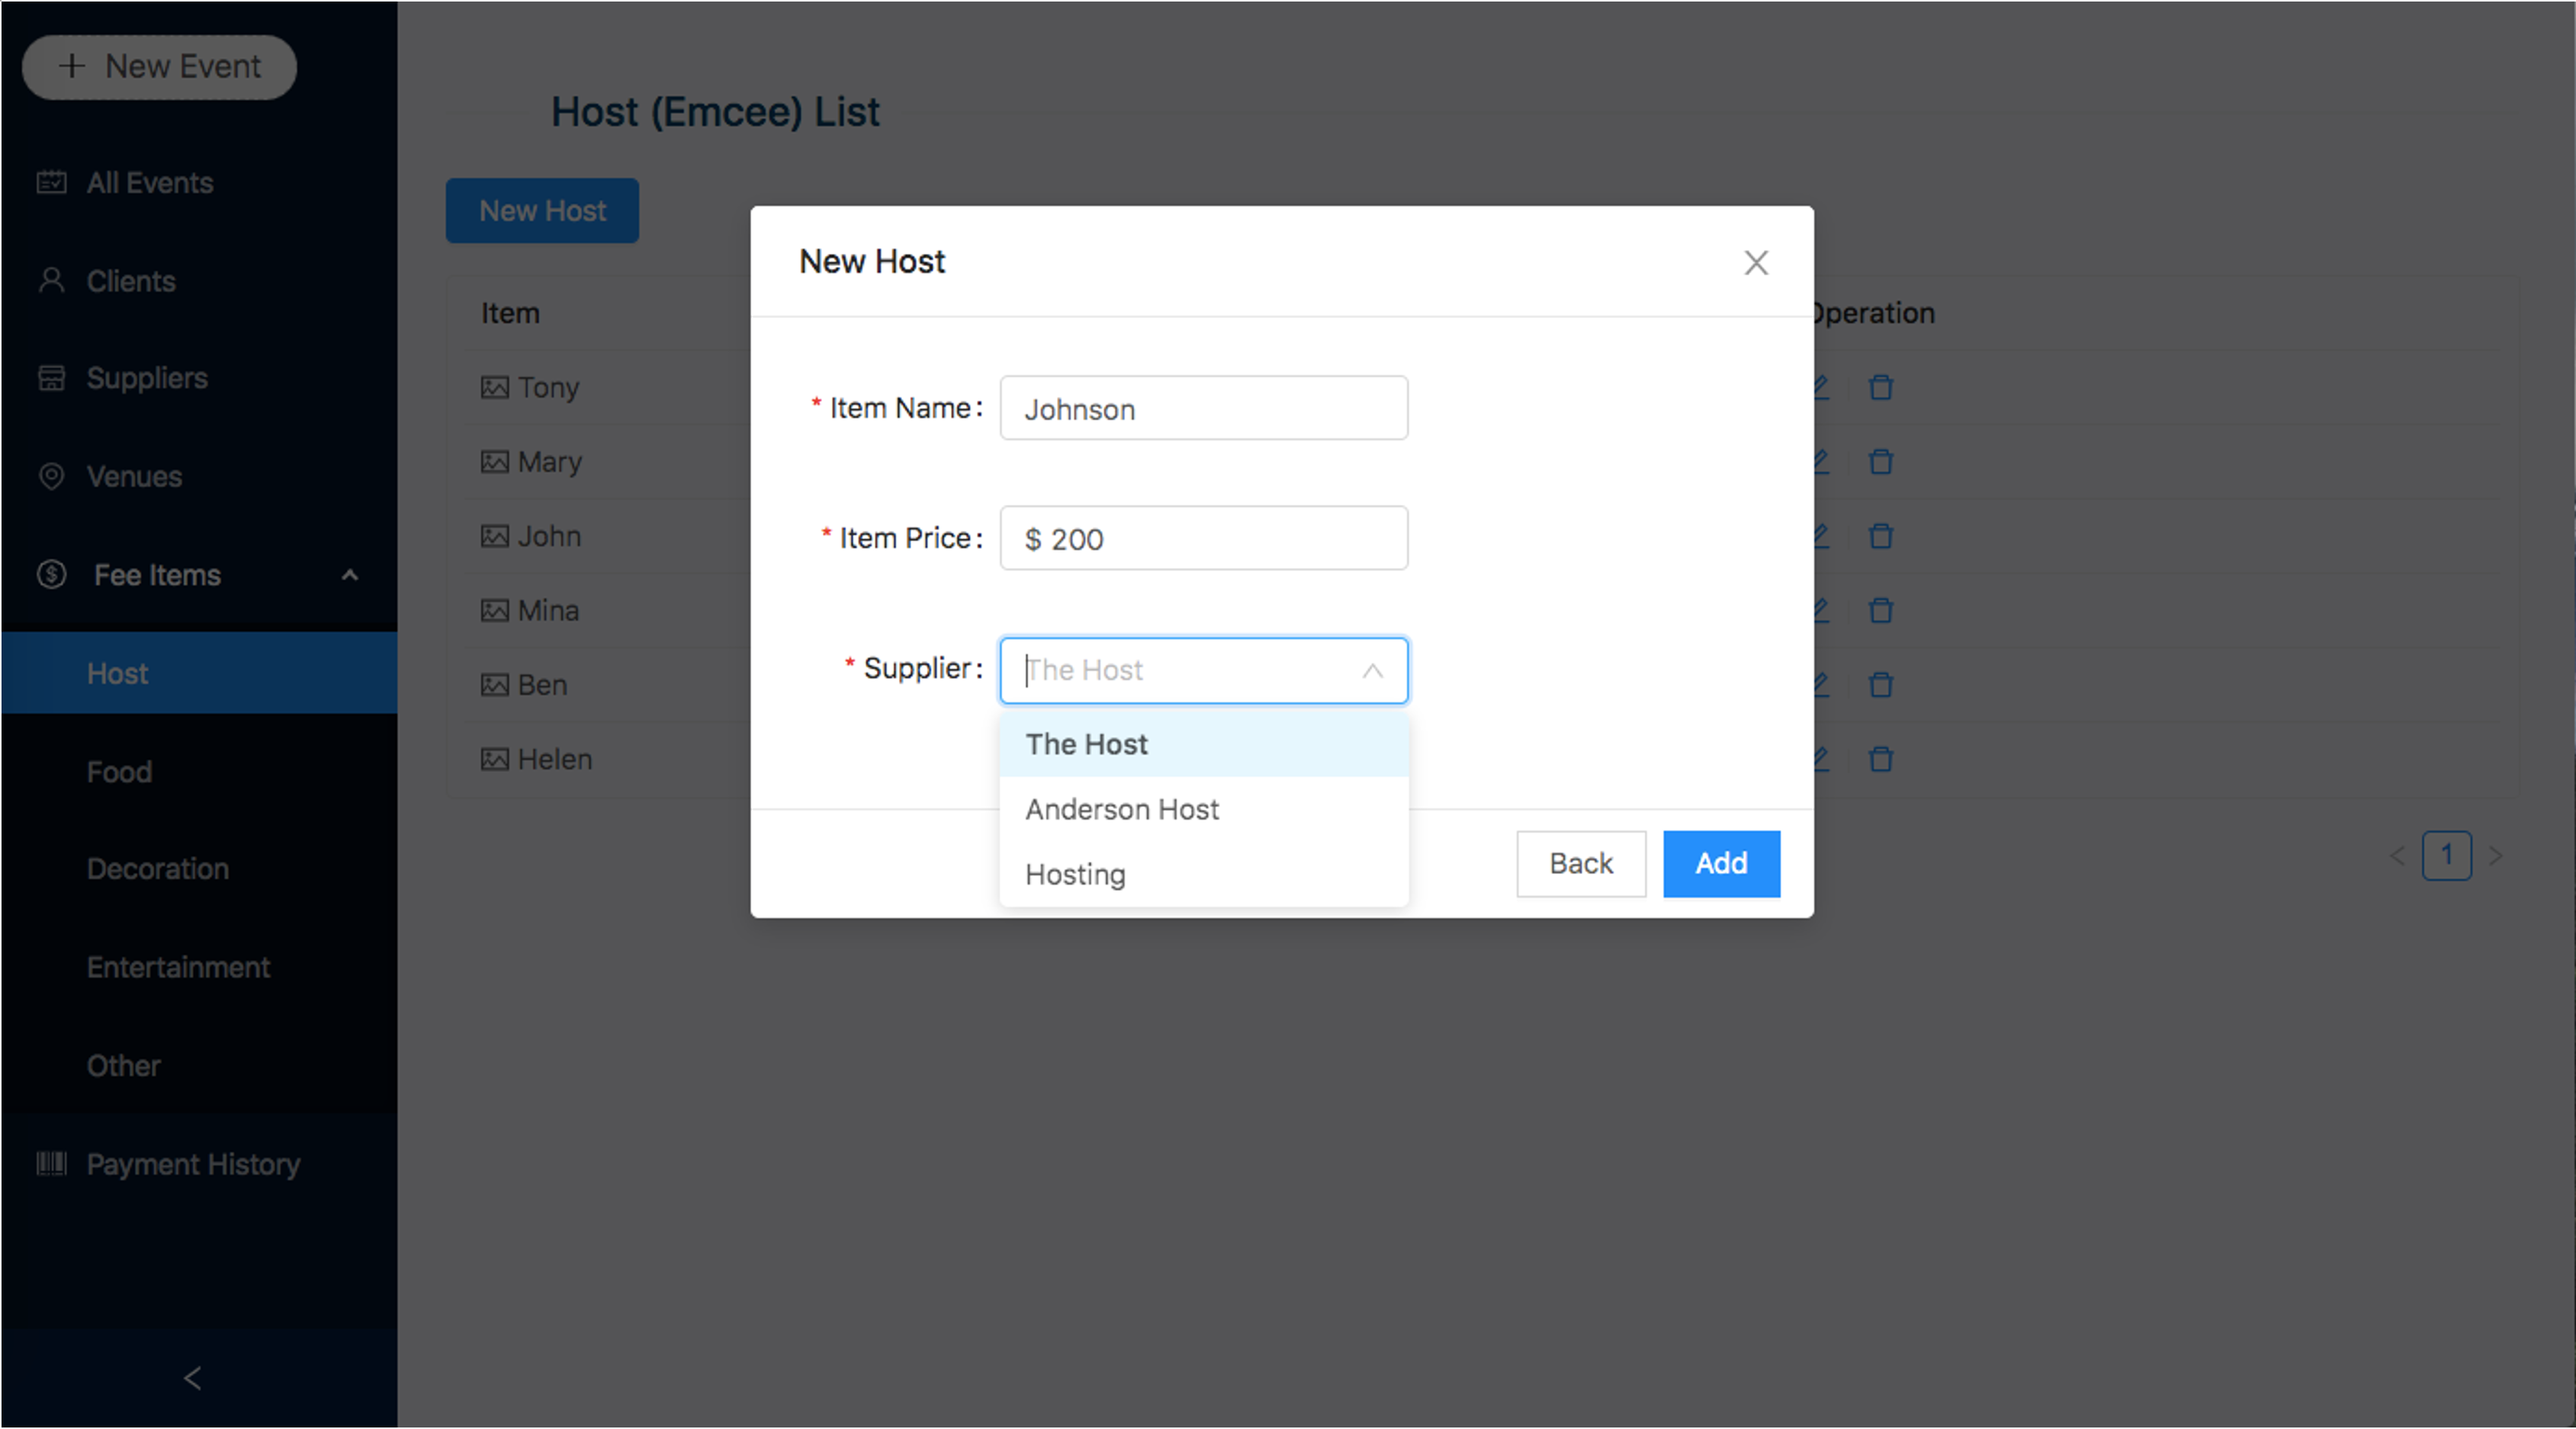 + New Event
All Events
Clients
Suppliers
Venues
Fee Items
Host
Food
Decoration
Entertainment
Other
Payment History
<
Host (Emcee) List
New Host
Item
Operation
Tony
Mary
John
Mina
Ben
Helen
< 1 >
New Host
* Item Name: Johnson
* Item Price: $ 200
* Supplier: The Host
The Host
Anderson Host
Hosting
Back Add